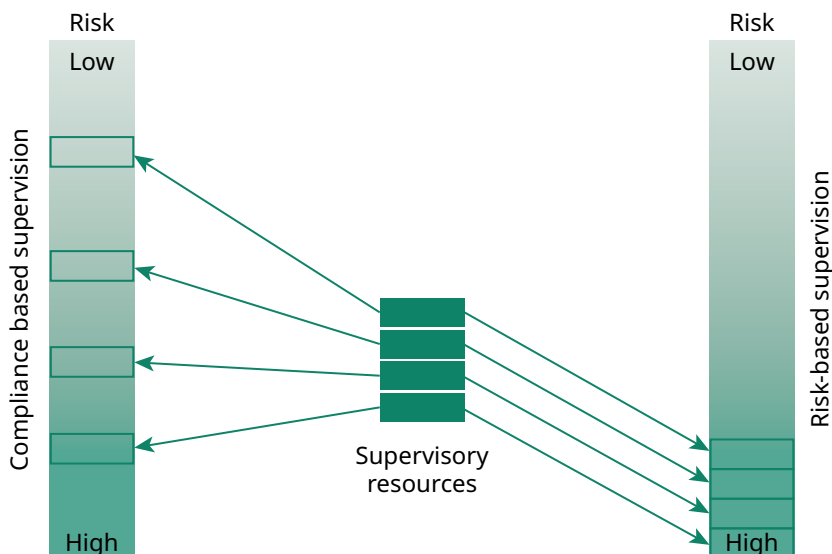 Risk
Low
Compliance based supervision
High
Supervisory
resources
Risk
Low
Risk-based supervision
High